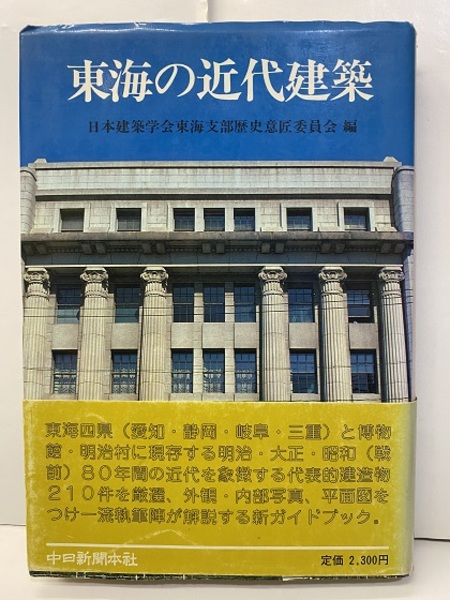 東海の近代建築
日本建築学会東海支部歴史意匠委員会 編
東海四県（愛知・静岡・岐阜・三重）と博物
館・明治村に現存する明治・大正・昭和（戦
前）８０年間の近代を象徴する代表的建造物
２１０件を厳選、外観・内部写真、平面図を
つけ一流執筆陣が解説する新ガイドブック。
中日新聞本社
定価 2,300円